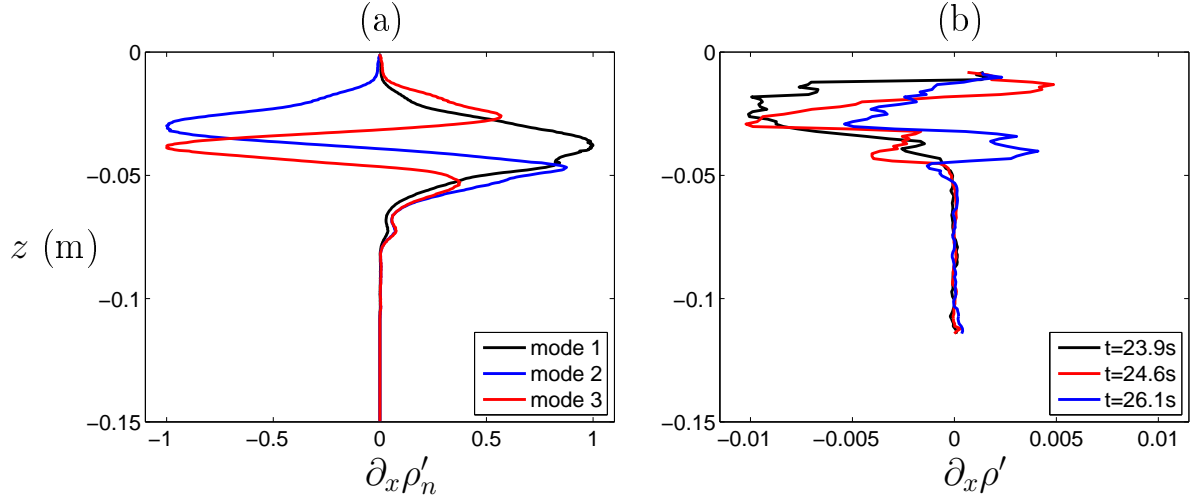 (a)
(b)
0
−0.05
−0.1
−0.15
z (m)
−1
−0.5
0
0.5
1
∂ₓρ′ₙ
mode 1
mode 2
mode 3
0
−0.05
−0.1
−0.15
−0.01
−0.005
0
0.005
0.01
∂ₓρ′
t=23.9s
t=24.6s
t=26.1s